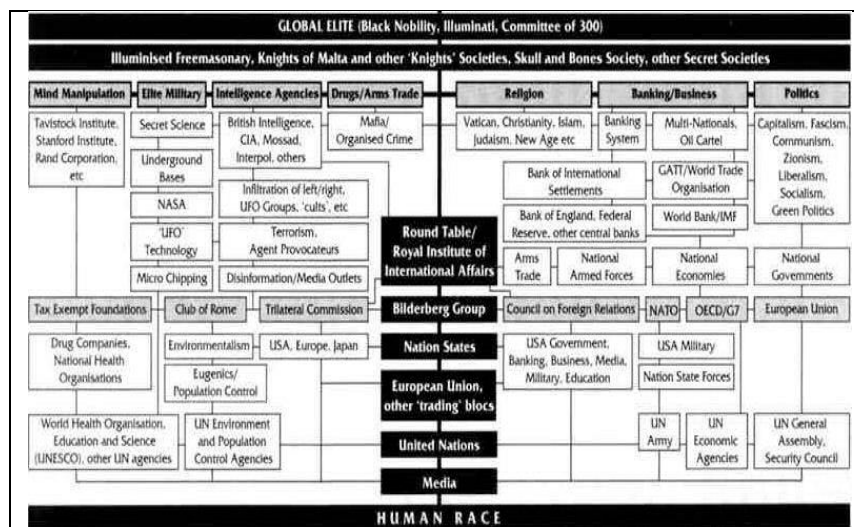 GLOBAL ELITE (Black Nobility, Illuminati, Committee of 300)
Illuminised Freemasonary, Knights of Malta and other 'Knights' Societies, Skull and Bones Society, other Secret Societies
Mind Manipulation
Elite Military
Intelligence Agencies
Drugs/Arms Trade
Religion
Banking/Business
Politics
Tavistock Institute,
Stanford Institute,
Rand Corporation,
etc
Secret Science
Underground
Bases
NASA
'UFO'
Technology
Micro Chipping
British Intelligence,
CIA, Mossad,
Interpol, others
Infiltration of left/right,
UFO Groups, 'cults', etc
Terrorism,
Agent Provocateurs
Disinformation/Media Outlets
Mafia/
Organised Crime
Vatican, Christianity, Islam,
Judaism, New Age etc
Banking
System
Multi-Nationals,
Oil Cartel
Capitalism, Fascism,
Communism,
Zionism,
Liberalism,
Socialism,
Green Politics
Bank of International
Settlements
GATT/World Trade
Organisation
Bank of England, Federal
Reserve, other central banks
World Bank/IMF
Round Table/
Royal Institute of
International Affairs
Arms
Trade
National
Armed Forces
National
Economies
National
Governments
Tax Exempt Foundations
Club of Rome
Trilateral Commission
Bilderberg Group
Council on Foreign Relations
NATO
OECD/G7
European Union
Drug Companies,
National Health
Organisations
Environmentalism
USA, Europe, Japan
Nation States
USA Government,
Banking, Business, Media,
Military, Education
USA Military
Eugenics/
Population Control
European Union,
other 'trading' blocs
Nation State Forces
World Health Organisation,
Education and Science
(UNESCO), other UN agencies
UN Environment
and Population
Control Agencies
United Nations
UN
Army
UN
Economic
Agencies
UN General
Assembly,
Security Council
Media
HUMAN RACE